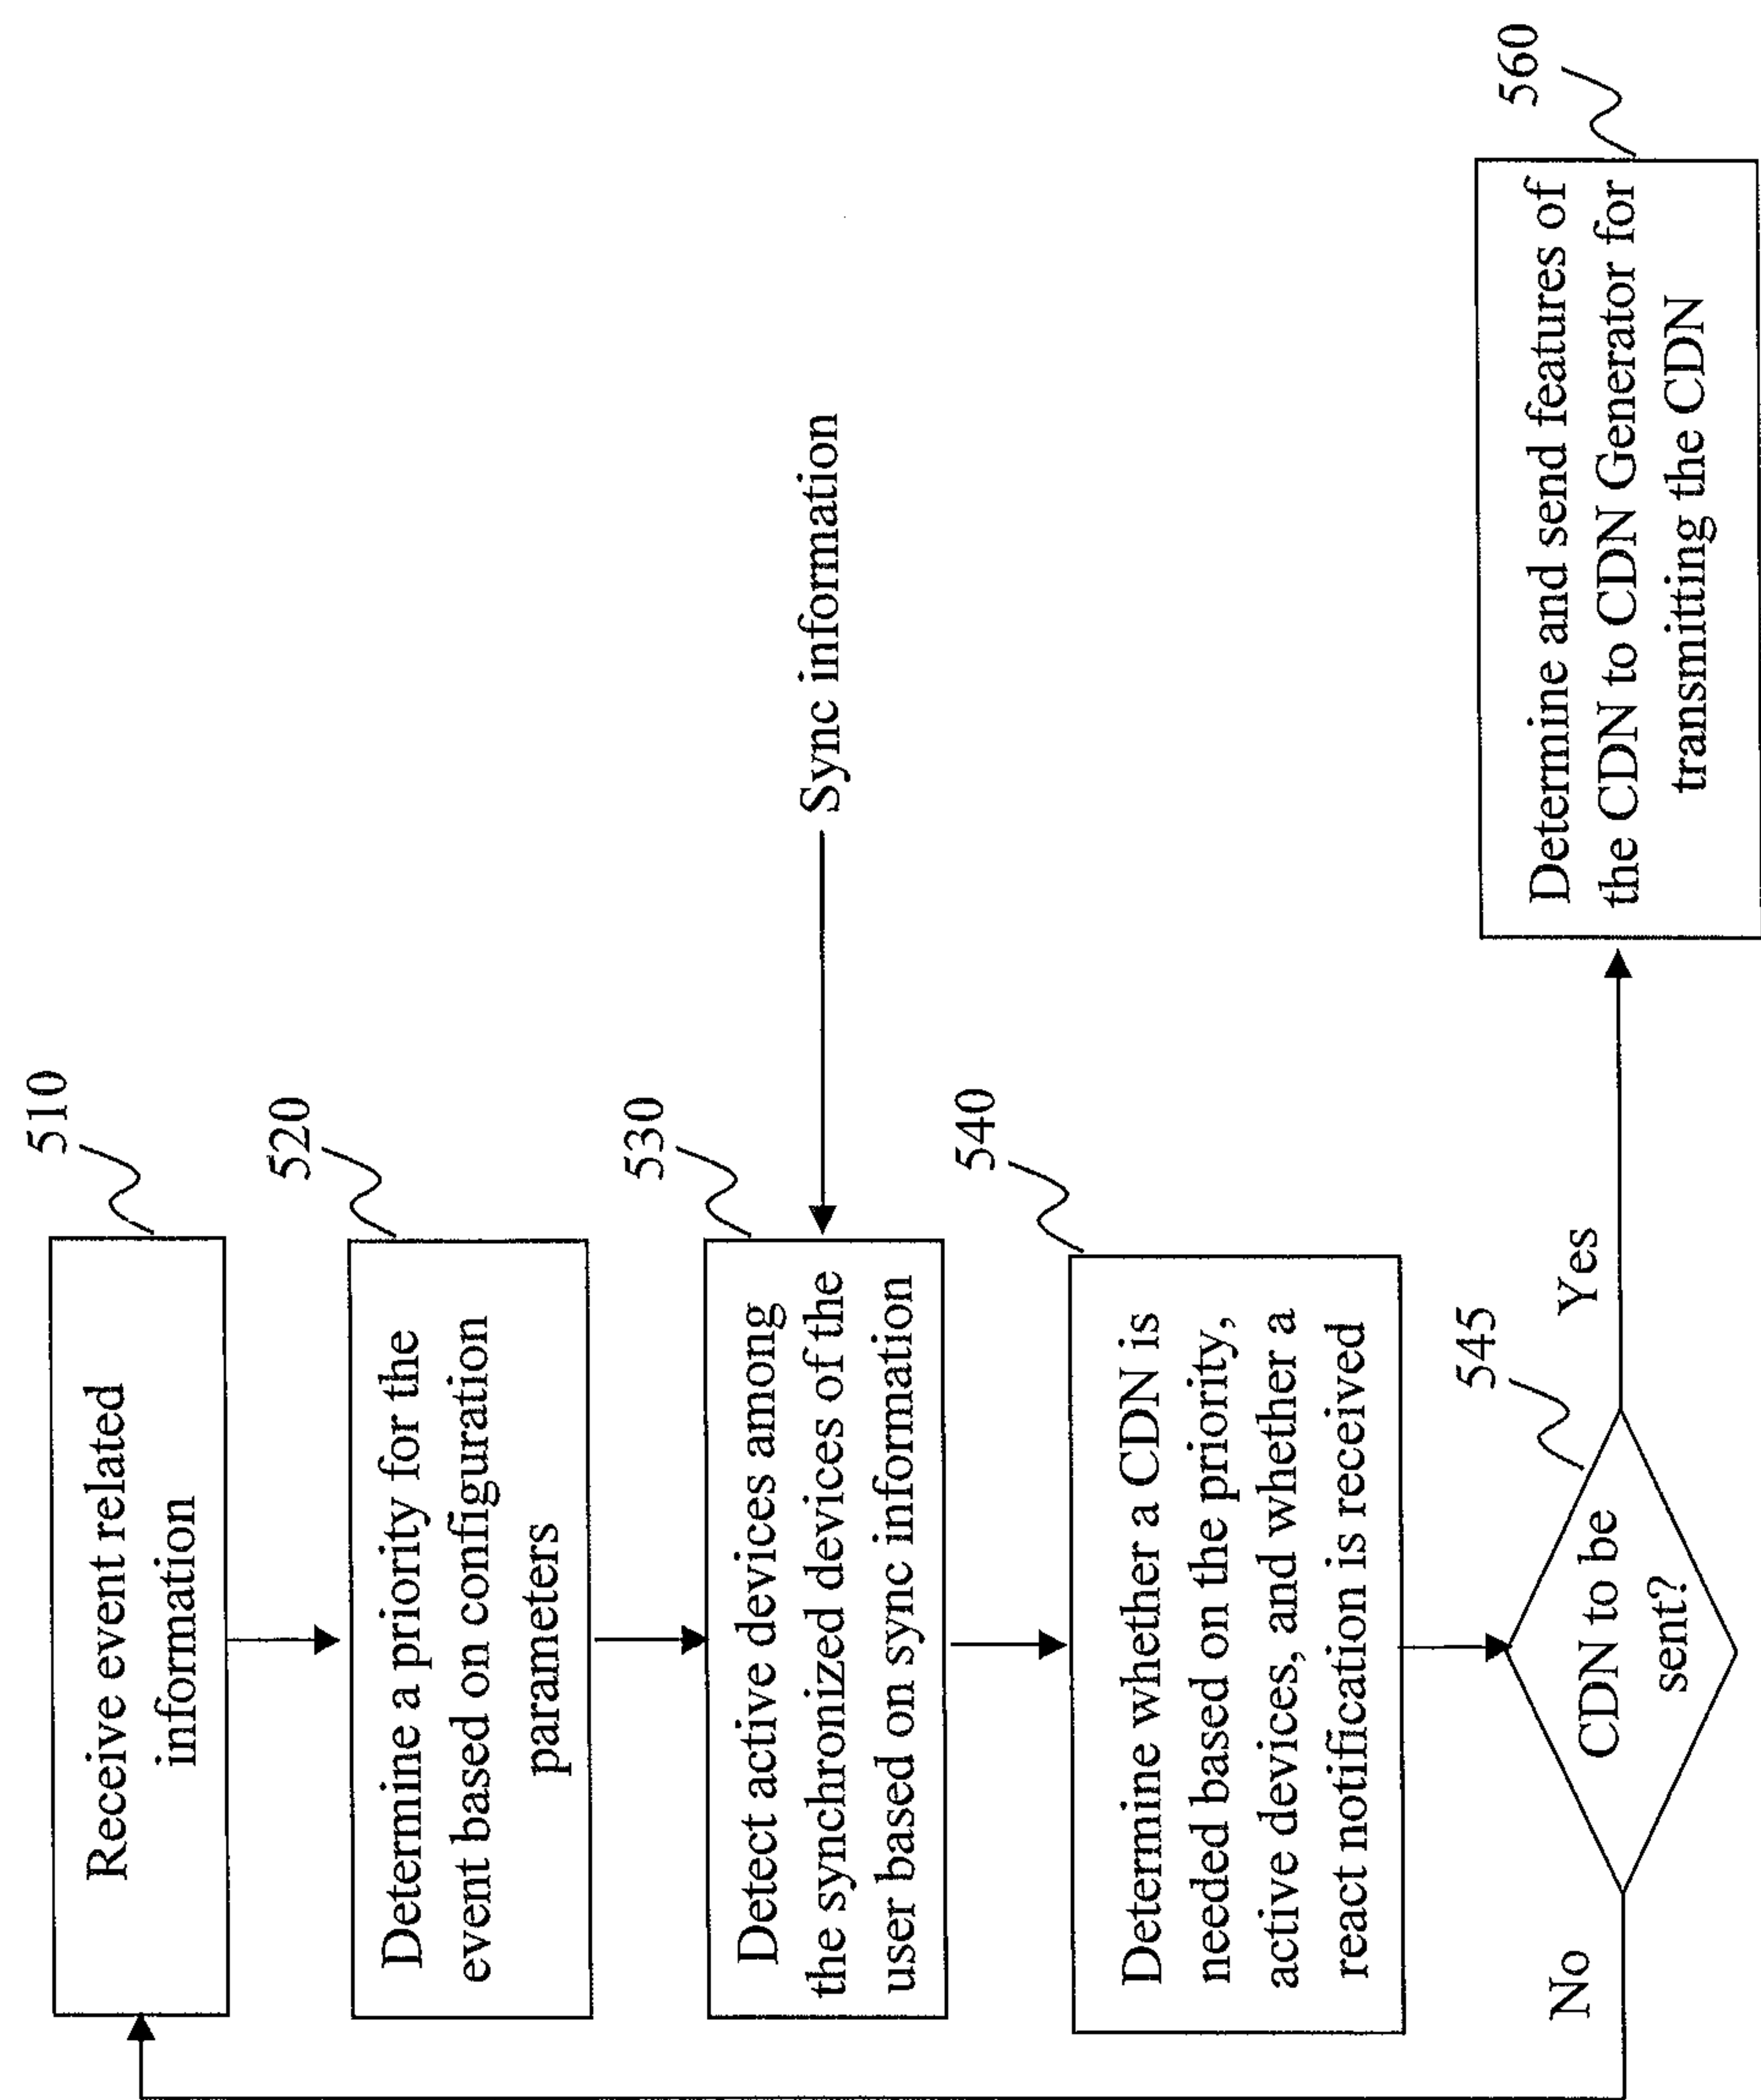 510
Receive event related
information
520
Determine a priority for the
event based on configuration
parameters
530
Detect active devices among
the synchronized devices of the
user based on sync information
Sync information
540
Determine whether a CDN is
needed based on the priority,
active devices, and whether a
react notification is received
545
CDN to be
sent?
No
Yes
560
Determine and send features of
the CDN to CDN Generator for
transmitting the CDN